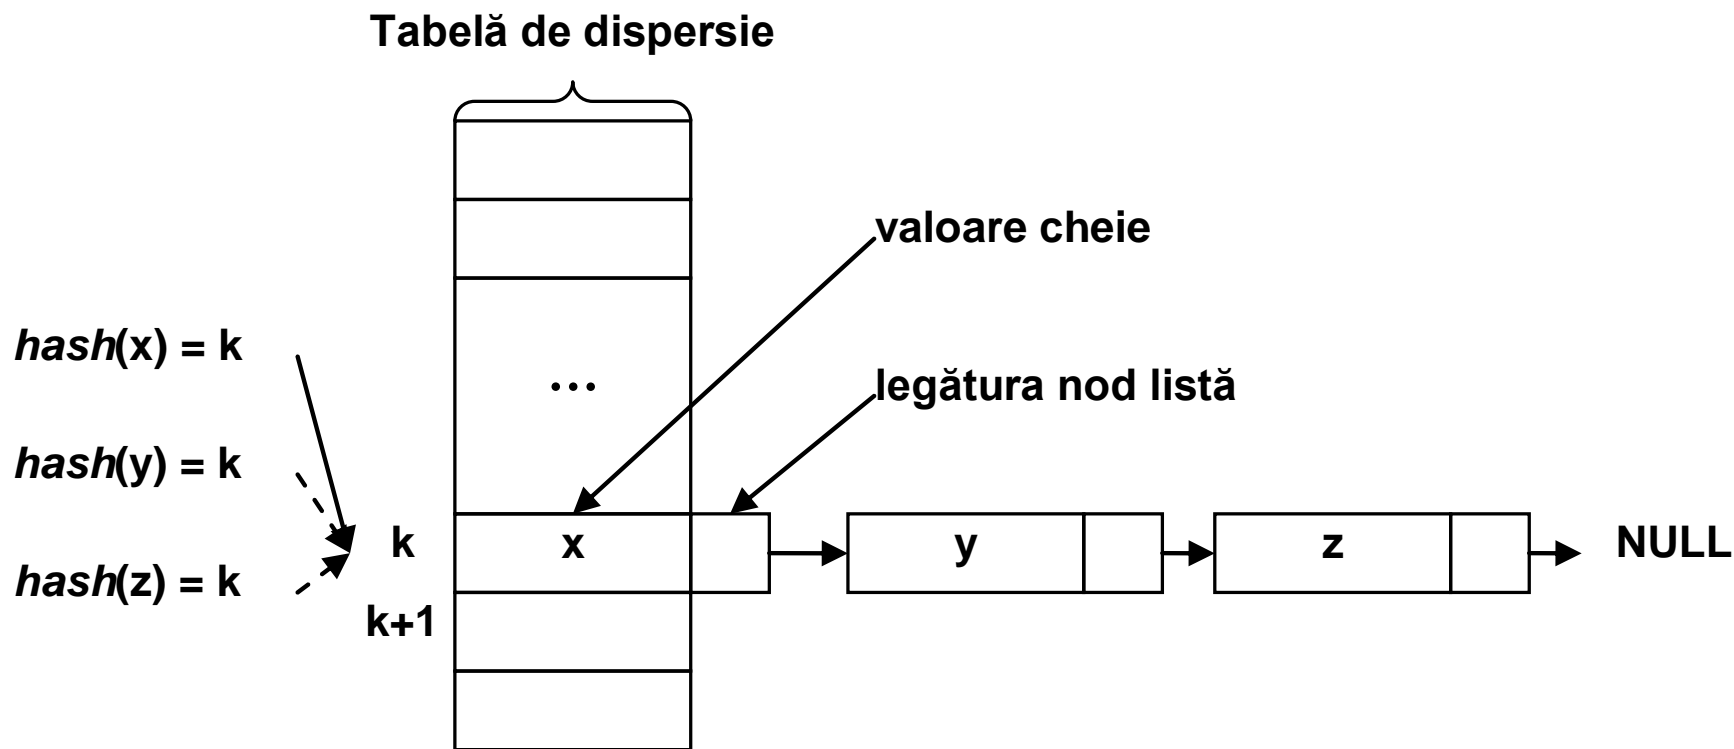 Tabelă de dispersie
valoare cheie
hash(x) = k
legătura nod listă
...
hash(y) = k
k x y z NULL
hash(z) = k
k+1